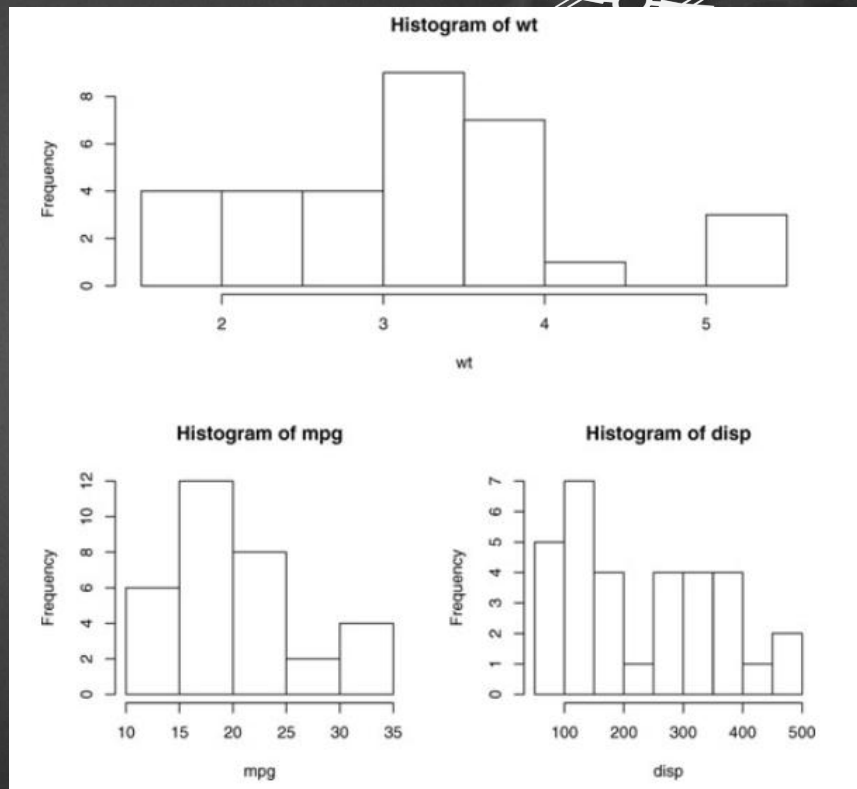 Histogram of wt
Frequency
8
6
4
2
0
2 3 4 5
wt
Histogram of mpg
Frequency
12
10
8
6
4
2
0
10 15 20 25 30 35
mpg
Histogram of disp
Frequency
7
6
5
4
3
2
1
0
100 200 300 400 500
disp